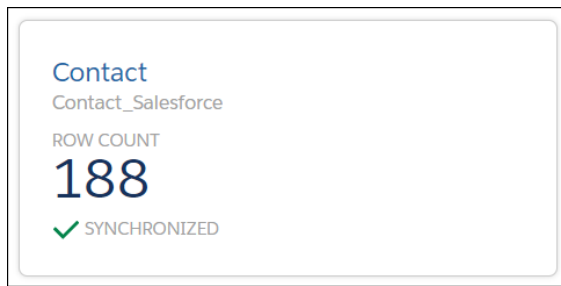 Contact
Contact_Salesforce
ROW COUNT
188
SYNCHRONIZED